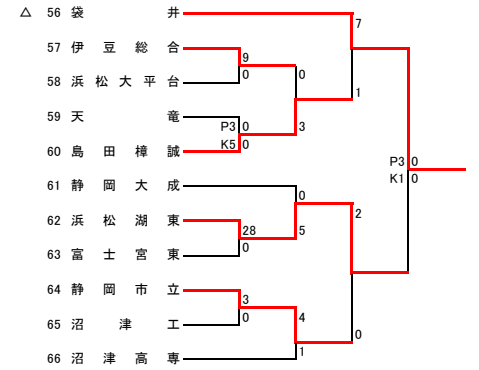 △ 56 袋井
7
57 伊豆総合
9
0 0
58 浜松大平台
1
59 天竜
P3 0 3
K5 0
60 島田樟誠
P3 0
K1 0
61 静岡大成
0
62 浜松湖東
2
28 5
0
63 富士宮東
64 静岡市立
3
0 4
65 沼津工
0
1
66 沼津高専